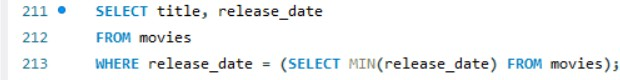 211 SELECT title, release_date
212 FROM movies
213 WHERE release_date = (SELECT MIN(release_date) FROM movies);